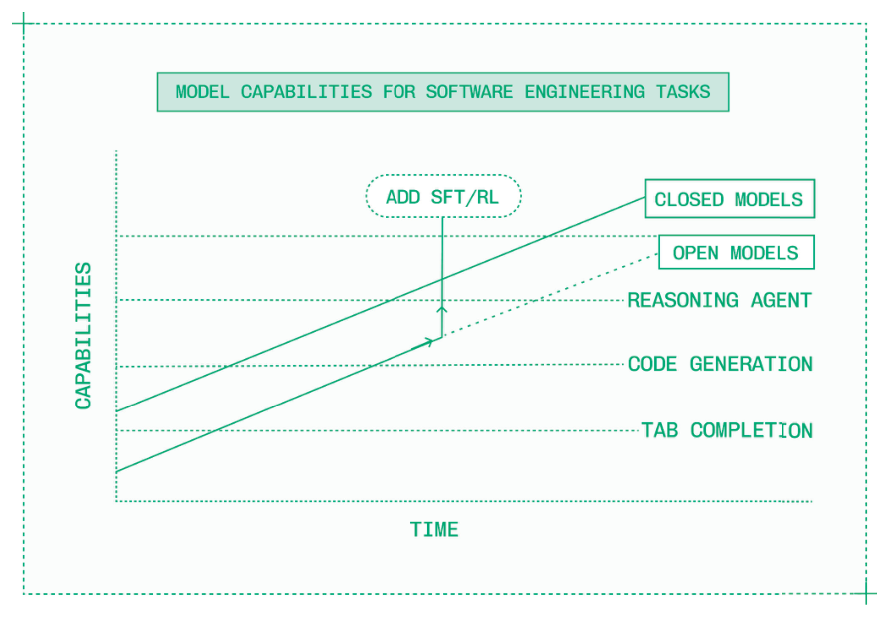 MODEL CAPABILITIES FOR SOFTWARE ENGINEERING TASKS
ADD SFT/RL
CLOSED MODELS
OPEN MODELS
REASONING AGENT
CODE GENERATION
TAB COMPLETION
CAPABILITIES
TIME